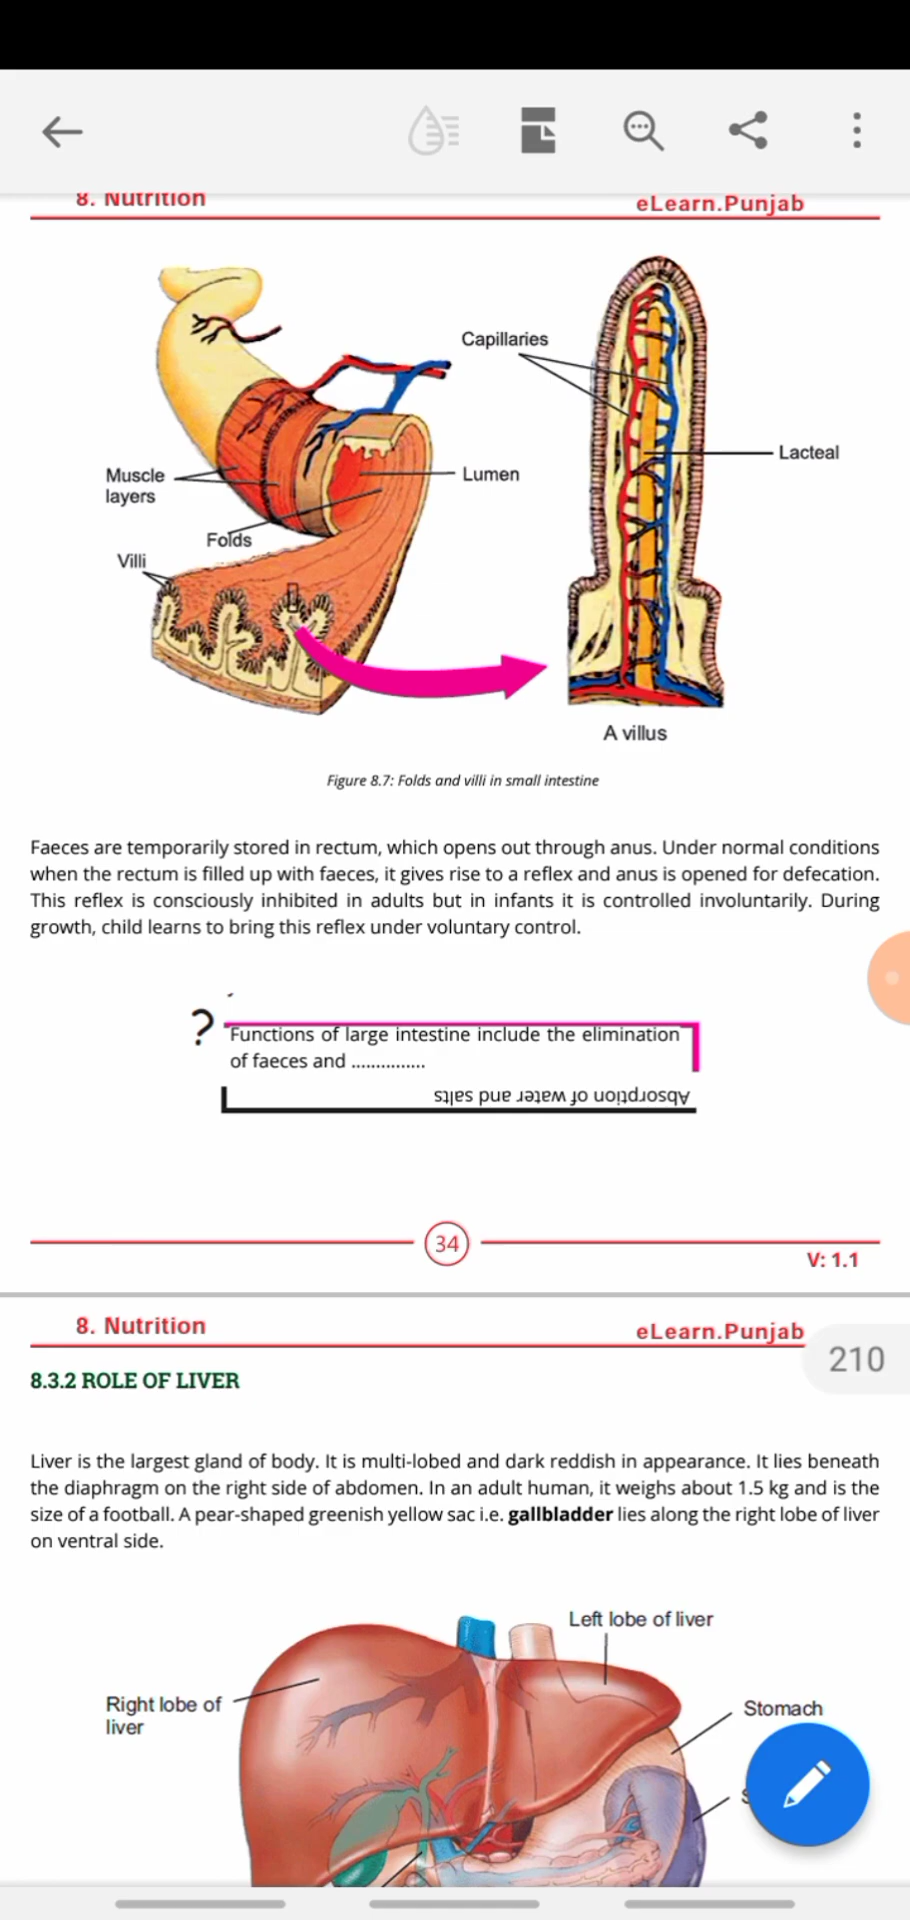 8. Nutrition
eLearn.Punjab
Capillaries
Lacteal
Muscle
layers
Lumen
Folds
Villi
A villus
Figure 8.7: Folds and villi in small intestine
Faeces are temporarily stored in rectum, which opens out through anus. Under normal conditions
when the rectum is filled up with faeces, it gives rise to a reflex and anus is opened for defecation.
This reflex is consciously inhibited in adults but in infants it is controlled involuntarily. During
growth, child learns to bring this reflex under voluntary control.
? Functions of large intestine include the elimination
of faeces and ...............
Absorption of water and salts
34
V: 1.1
8. Nutrition
eLearn.Punjab
210
8.3.2 ROLE OF LIVER
Liver is the largest gland of body. It is multi-lobed and dark reddish in appearance. It lies beneath
the diaphragm on the right side of abdomen. In an adult human, it weighs about 1.5 kg and is the
size of a football. A pear-shaped greenish yellow sac i.e. gallbladder lies along the right lobe of liver
on ventral side.
Left lobe of liver
Right lobe of
liver
Stomach